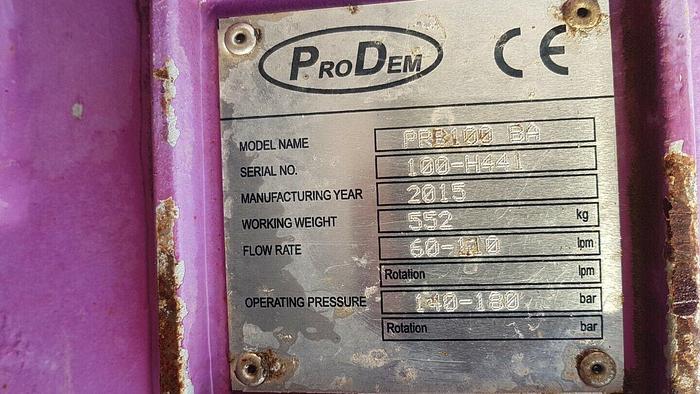 PRODEM CE
MODEL NAME PRB100 BA
SERIAL NO. 100-H441
MANUFACTURING YEAR 2015
WORKING WEIGHT 552 kg
FLOW RATE lpm
Rotation lpm
OPERATING PRESSURE 140-180 bar
Rotation bar